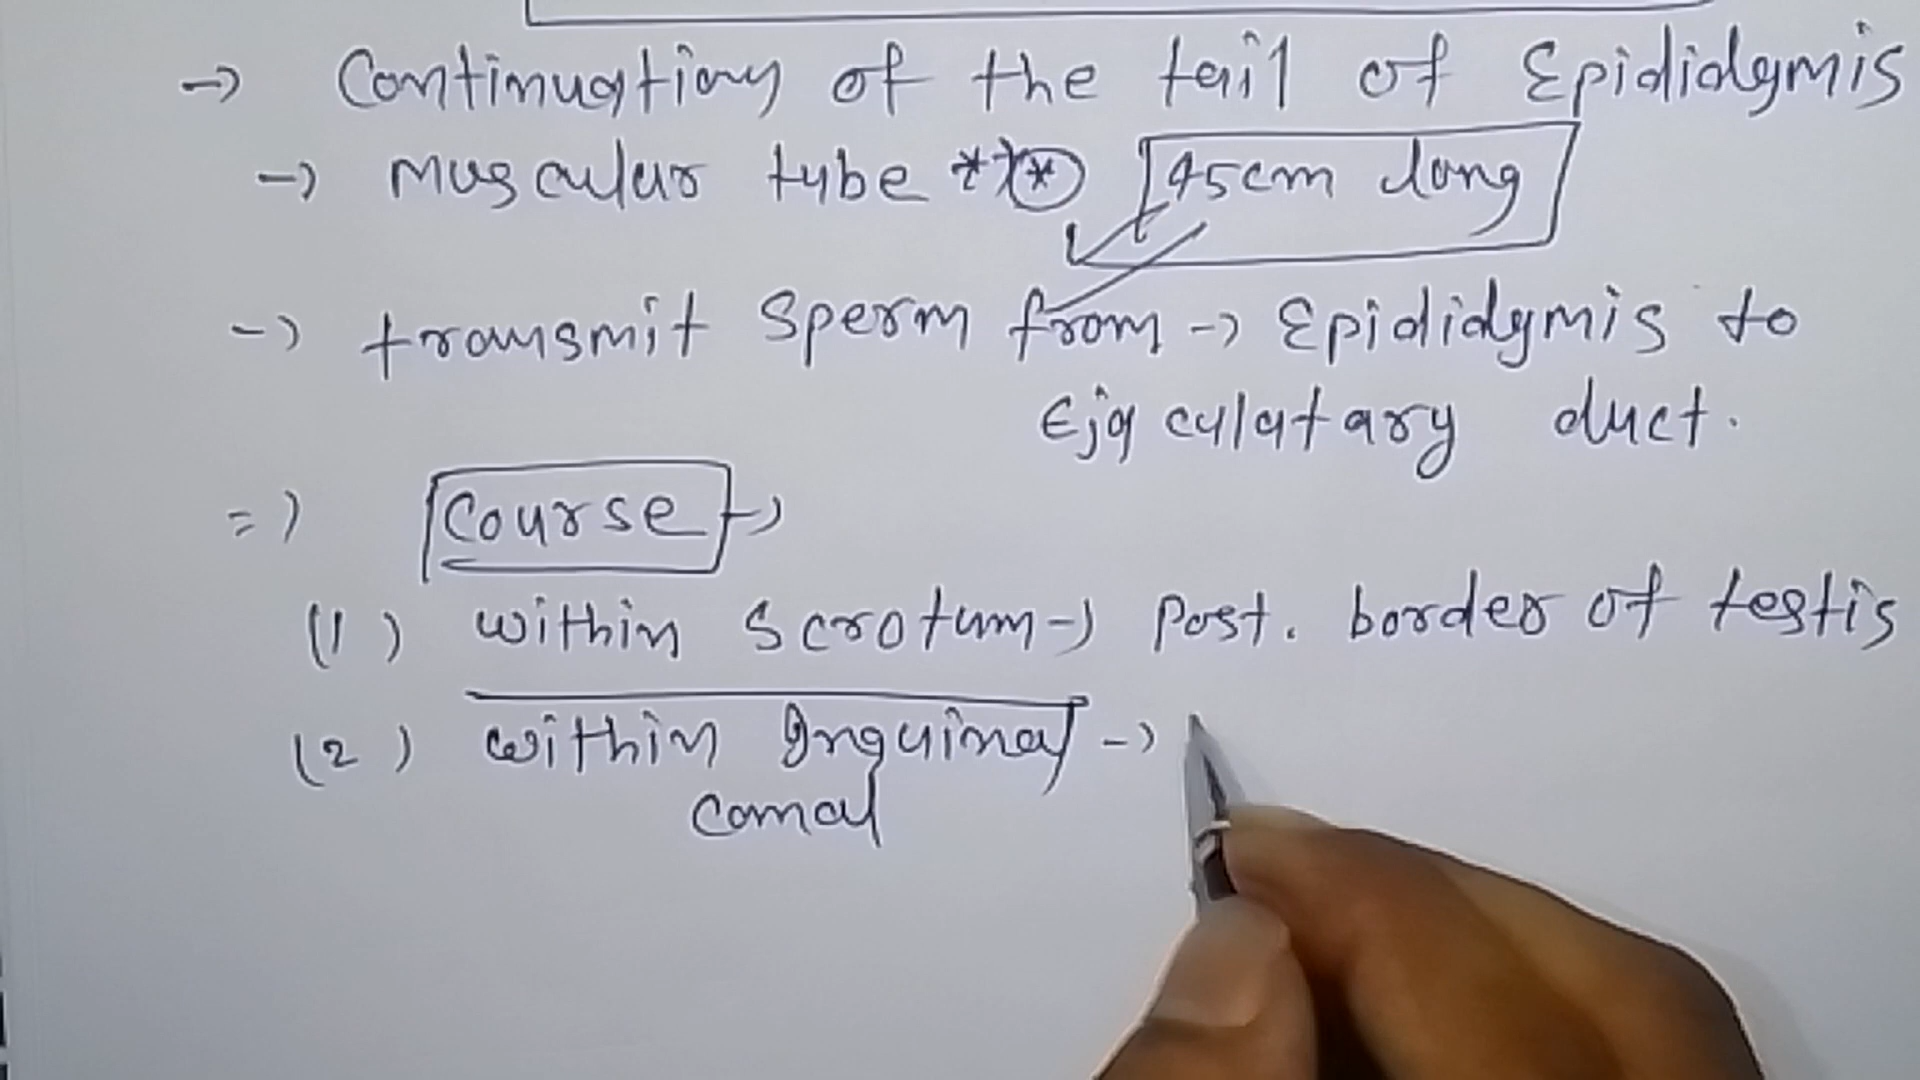 → Continuation of the tail of Epididymis
→ Muscular tube *** 45cm long
→ transmit sperm from → Epididymis to
Ejaculatary duct.
⇒ Course →
(1) within Scrotum → Post. border of testis
(2) within Inguinal →
Canal